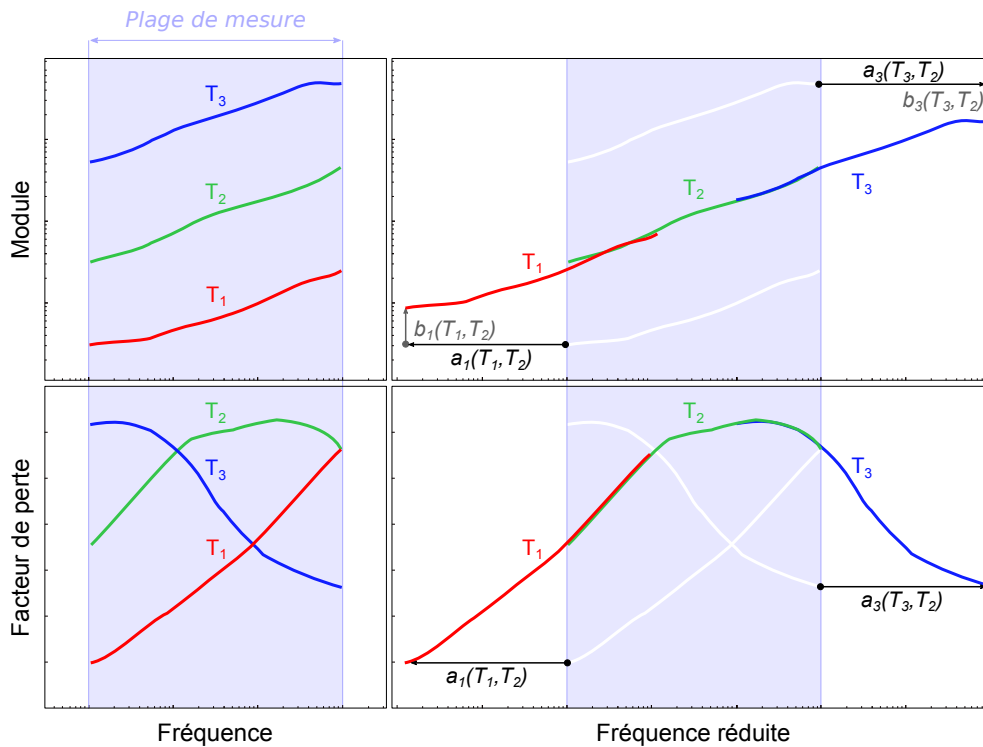 Plage de mesure
Module
T3
T2
T1
a3(T3,T2)
b3(T3,T2)
T3
T2
T1
b1(T1,T2)
a1(T1,T2)
Facteur de perte
T2
T3
T1
T2
T3
T1
a3(T3,T2)
a1(T1,T2)
Fréquence
Fréquence réduite